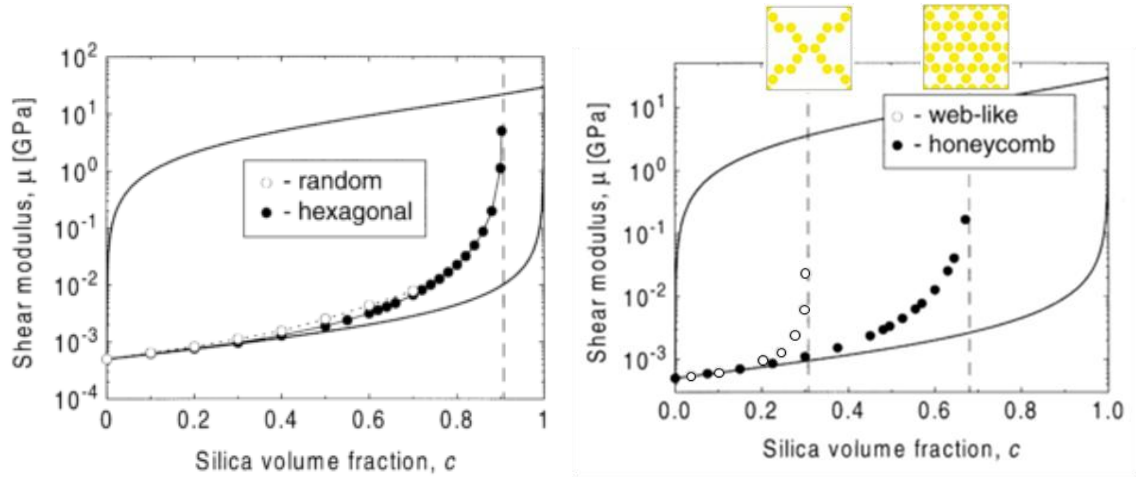 10²
10¹
10⁰
10⁻¹
10⁻²
10⁻³
10⁻⁴
Shear modulus, μ [GPa]
- random
- hexagonal
0 0.2 0.4 0.6 0.8 1
Silica volume fraction, c
10¹
10⁰
10⁻¹
10⁻²
10⁻³
Shear modulus, μ [GPa]
- web-like
- honeycomb
0.0 0.2 0.4 0.6 0.8 1.0
Silica volume fraction, c